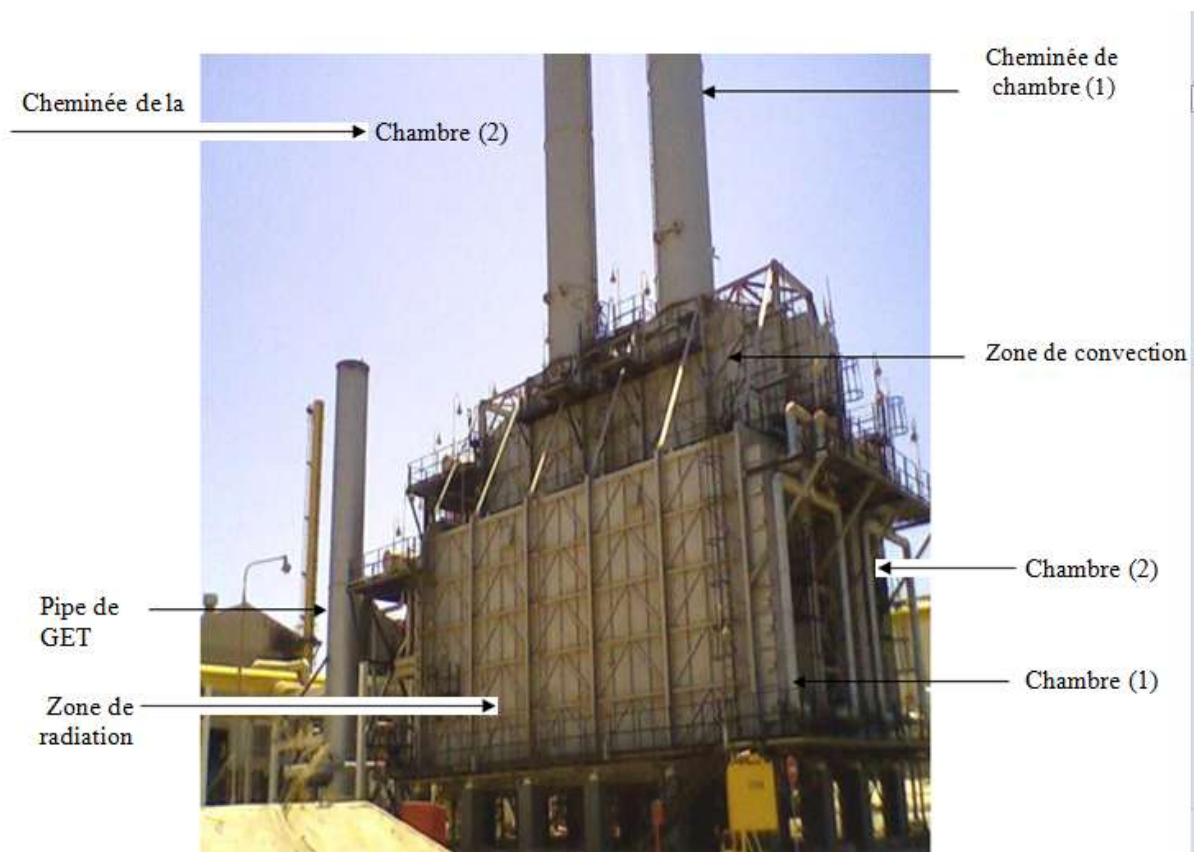 Cheminée de
chambre (1)
Cheminée de la
Chambre (2)
Zone de convection
Chambre (2)
Pipe de
GET
Chambre (1)
Zone de
radiation